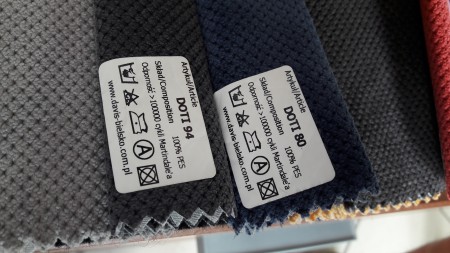 Artykuł/Article
DOTI 94
Skład/Composition 100% PES
Odporność > 100000 cykli Martindale'a
www.davis-bielsko.com.pl
Artykuł/Article
DOTI 80
Skład/Composition 100% PES
Odporność > 100000 cykli Martindale'a
www.davis-bielsko.com.pl